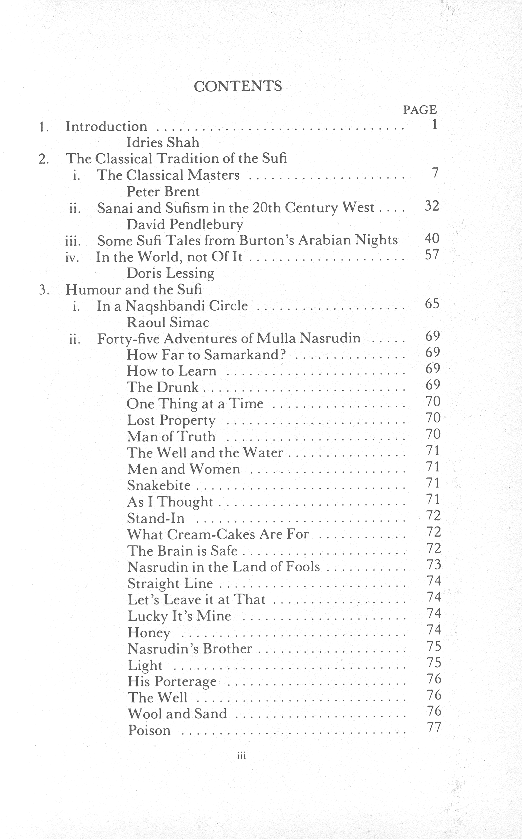 CONTENTS
PAGE
1. Introduction ................................ 1
Idries Shah
2. The Classical Tradition of the Sufi
i. The Classical Masters ..................... 7
Peter Brent
ii. Sanai and Sufism in the 20th Century West .... 32
David Pendlebury
iii. Some Sufi Tales from Burton's Arabian Nights 40
iv. In the World, not Of It ..................... 57
Doris Lessing
3. Humour and the Sufi
i. In a Naqshbandi Circle .................... 65
Raoul Simac
ii. Forty-five Adventures of Mulla Nasrudin ..... 69
How Far to Samarkand? ............... 69
How to Learn ........................ 69
The Drunk ........................... 69
One Thing at a Time .................. 70
Lost Property ........................ 70
Man of Truth ........................ 70
The Well and the Water ................ 71
Men and Women ..................... 71
Snakebite ............................ 71
As I Thought ......................... 71
Stand-In ............................ 72
What Cream-Cakes Are For ............ 72
The Brain is Safe ...................... 72
Nasrudin in the Land of Fools ........... 73
Straight Line ......................... 74
Let's Leave it at That .................. 74
Lucky It's Mine ...................... 74
Honey .............................. 74
Nasrudin's Brother .................... 75
Light ............................... 75
His Porterage ........................ 76
The Well ............................ 76
Wool and Sand ....................... 76
Poison .............................. 77
iii